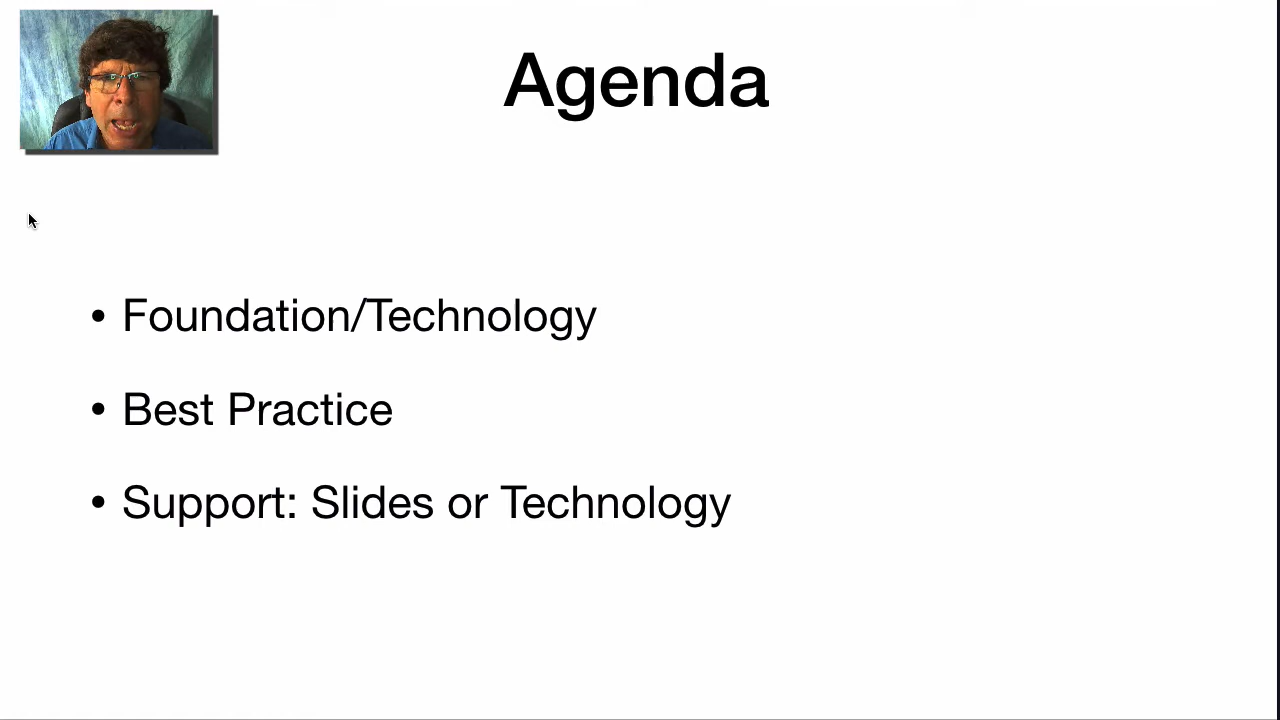 Agenda
• Foundation/Technology
• Best Practice
• Support: Slides or Technology